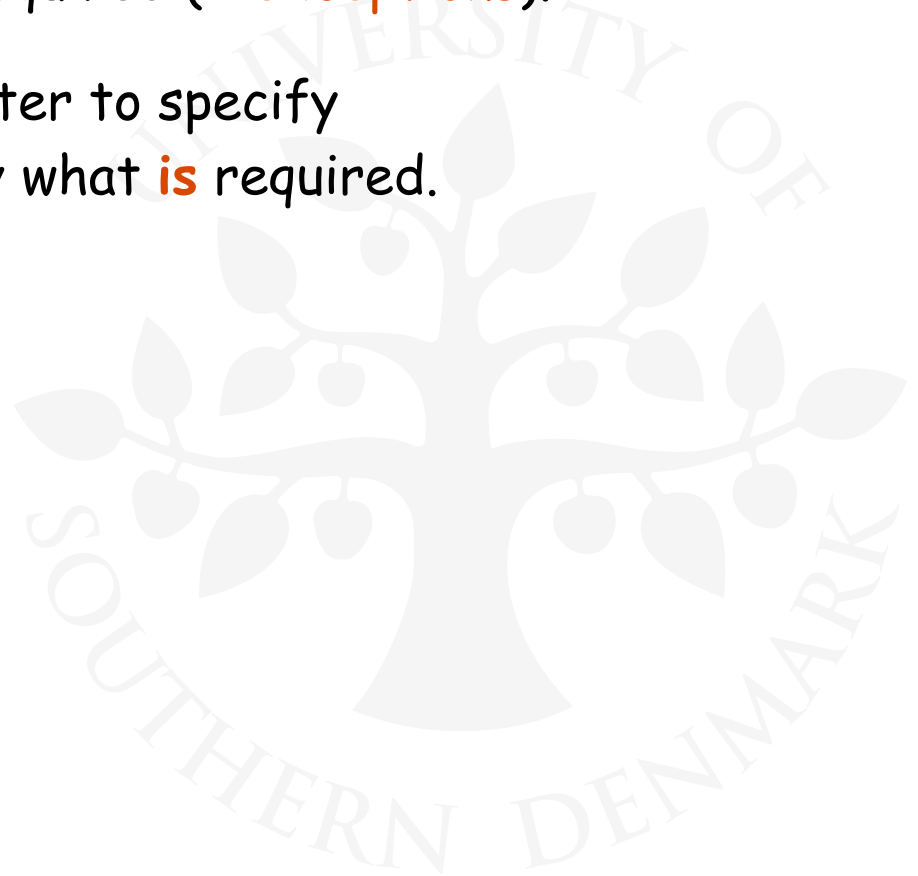 ter to specify
what is required.
UNIVERSITY OF
SOUTHERN DENMARK